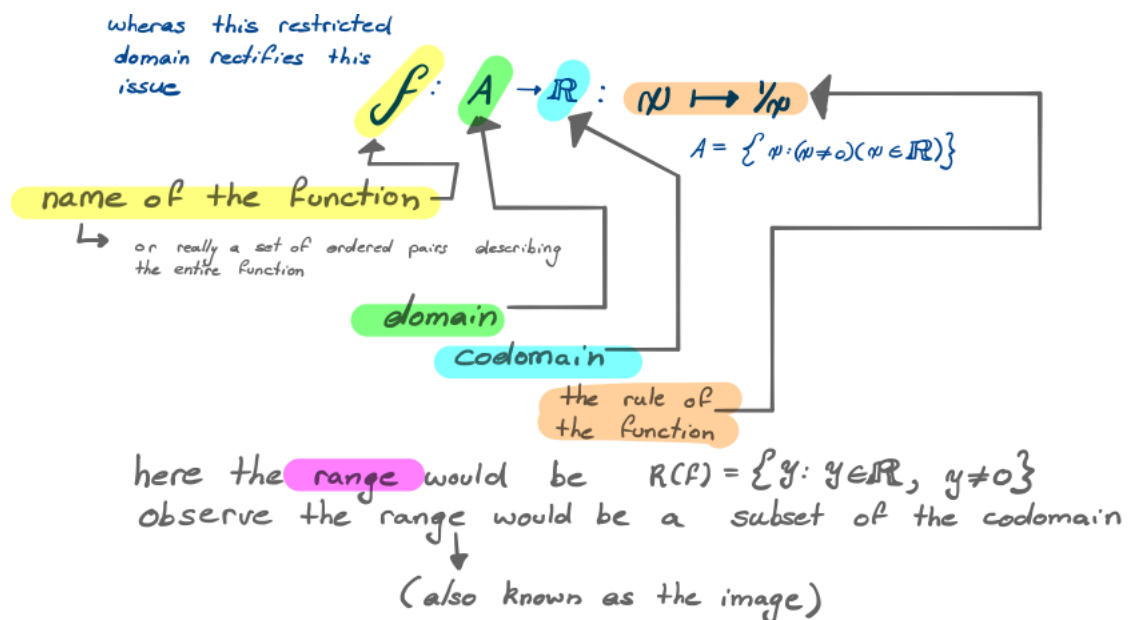 wheras this restricted
domain rectifies this
issue
f : A → ℝ : x ↦ 1/x
A = { x : (x ≠ 0)(x ∈ ℝ)}
name of the function
↳ or really a set of ordered pairs describing
the entire function
domain
codomain
the rule of
the function
here the range would be R(f) = { y : y ∈ ℝ, y ≠ 0}
observe the range would be a subset of the codomain
(also known as the image)